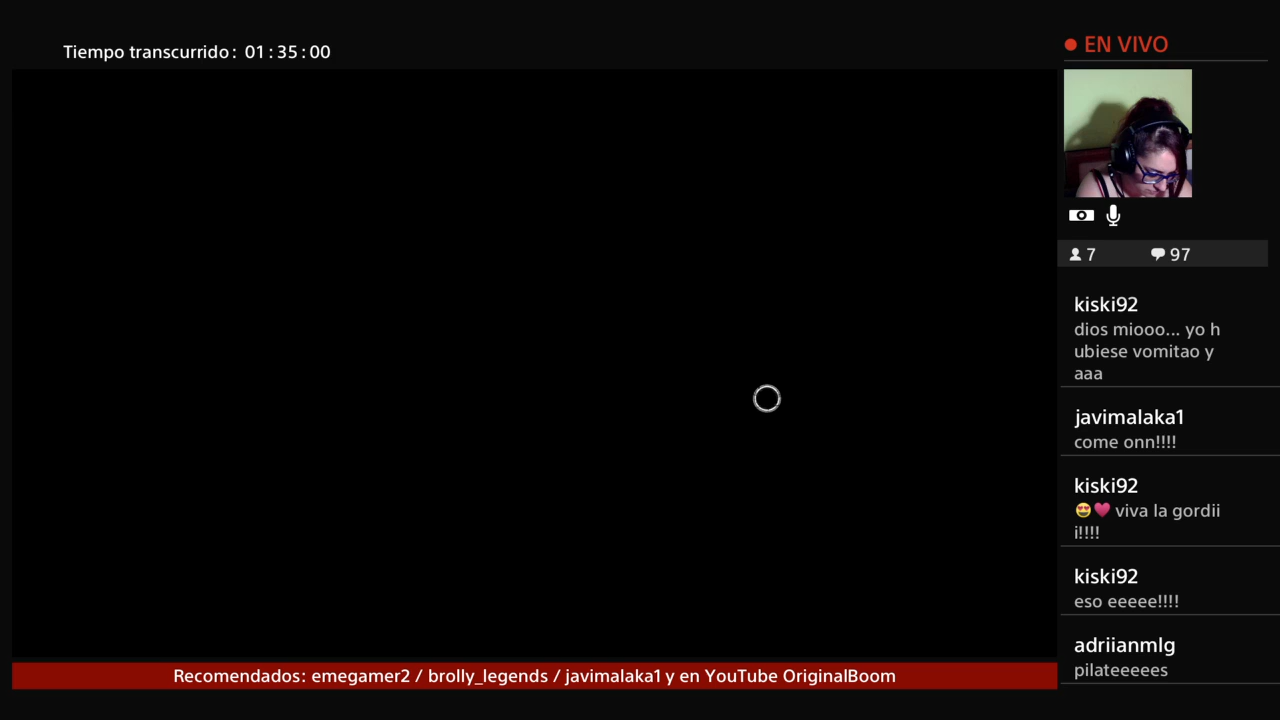 Tiempo transcurrido: 01:35:00
EN VIVO
7 97
kiski92
dios miooo... yo h
ubiese vomitao y
aaa
javimalaka1
come onn!!!!
kiski92
😍♥ viva la gordii
i!!!!
kiski92
eso eeeee!!!!
adriianmlg
pilateeeees
Recomendados: emegamer2 / brolly_legends / javimalaka1 y en YouTube OriginalBoom